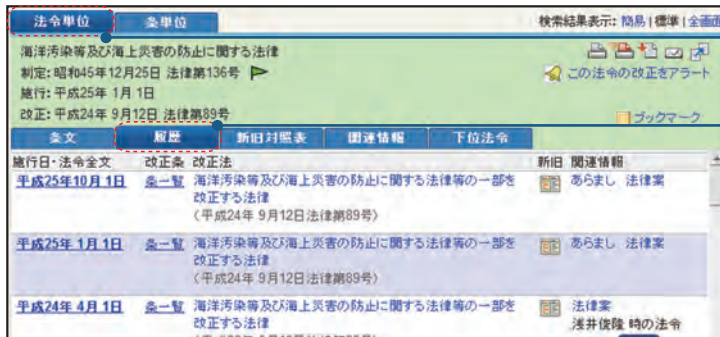 法令単位 条単位 検索結果表示: 簡易 | 標準 | 全画面
海洋汚染等及び海上災害の防止に関する法律
制定: 昭和45年12月25日 法律第136号
施行: 平成25年 1月 1日 この法令の改正をアラート
改正: 平成24年 9月12日 法律第89号 ブックマーク
条文 履歴 新旧対照表 関連情報 下位法令
施行日・法令全文 改正条 改正法 新旧 関連情報
平成25年10月 1日 条一覧 海洋汚染等及び海上災害の防止に関する法律等の一部を あらまし 法律案
改正する法律
(平成24年 9月12日法律第89号)
平成25年 1月 1日 条一覧 海洋汚染等及び海上災害の防止に関する法律等の一部を あらまし 法律案
改正する法律
(平成24年 9月12日法律第89号)
平成24年 4月 1日 条一覧 海洋汚染等及び海上災害の防止に関する法律等の一部を 法律案
改正する法律 浅井俊隆 時の法令